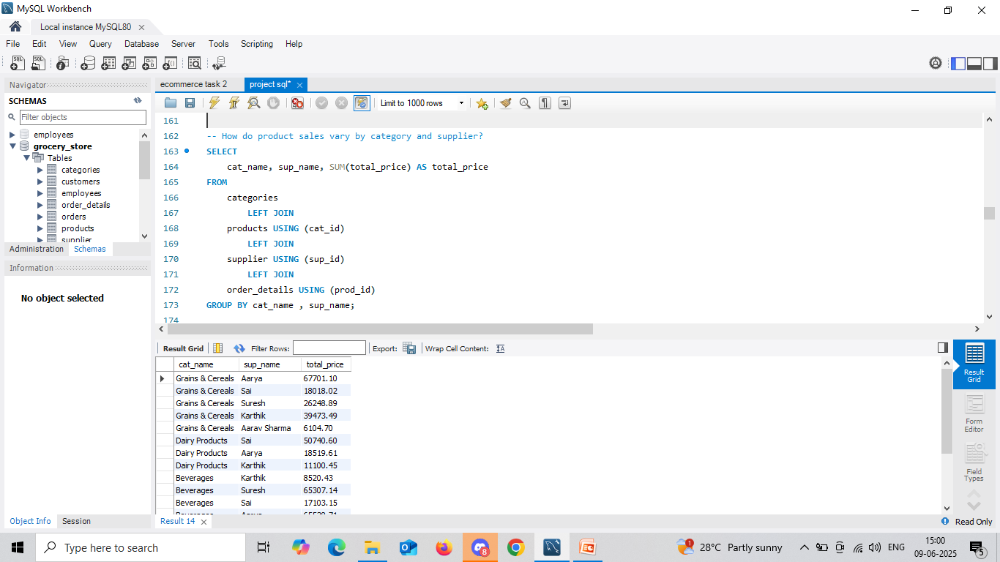 MySQL Workbench
Local instance MySQL80
File Edit View Query Database Server Tools Scripting Help
Navigator
SCHEMAS
Filter objects
employees
grocery_store
Tables
categories
customers
employees
order_details
orders
products
supplier
Administration Schemas
Information
No object selected
Object Info Session
ecommerce task 2 project sql*
Limit to 1000 rows
161
162 -- How do product sales vary by category and supplier?
163 SELECT
164 cat_name, sup_name, SUM(total_price) AS total_price
165 FROM
166 categories
167 LEFT JOIN
168 products USING (cat_id)
169 LEFT JOIN
170 supplier USING (sup_id)
171 LEFT JOIN
172 order_details USING (prod_id)
173 GROUP BY cat_name , sup_name;
174
Result Grid Filter Rows: Export: Wrap Cell Content:
cat_name sup_name total_price
Grains & Cereals Aarya 67701.10
Grains & Cereals Sai 18018.02
Grains & Cereals Suresh 26248.89
Grains & Cereals Karthik 39473.49
Grains & Cereals Aarav Sharma 6104.70
Dairy Products Sai 50740.60
Dairy Products Aarya 18519.61
Dairy Products Karthik 11100.45
Beverages Karthik 8520.43
Beverages Suresh 65307.14
Beverages Sai 17103.15
Result Grid
Form Editor
Field Types
Result 14
Read Only
Type here to search
8
1
28°C Partly sunny
ENG
15:00
09-06-2025
5